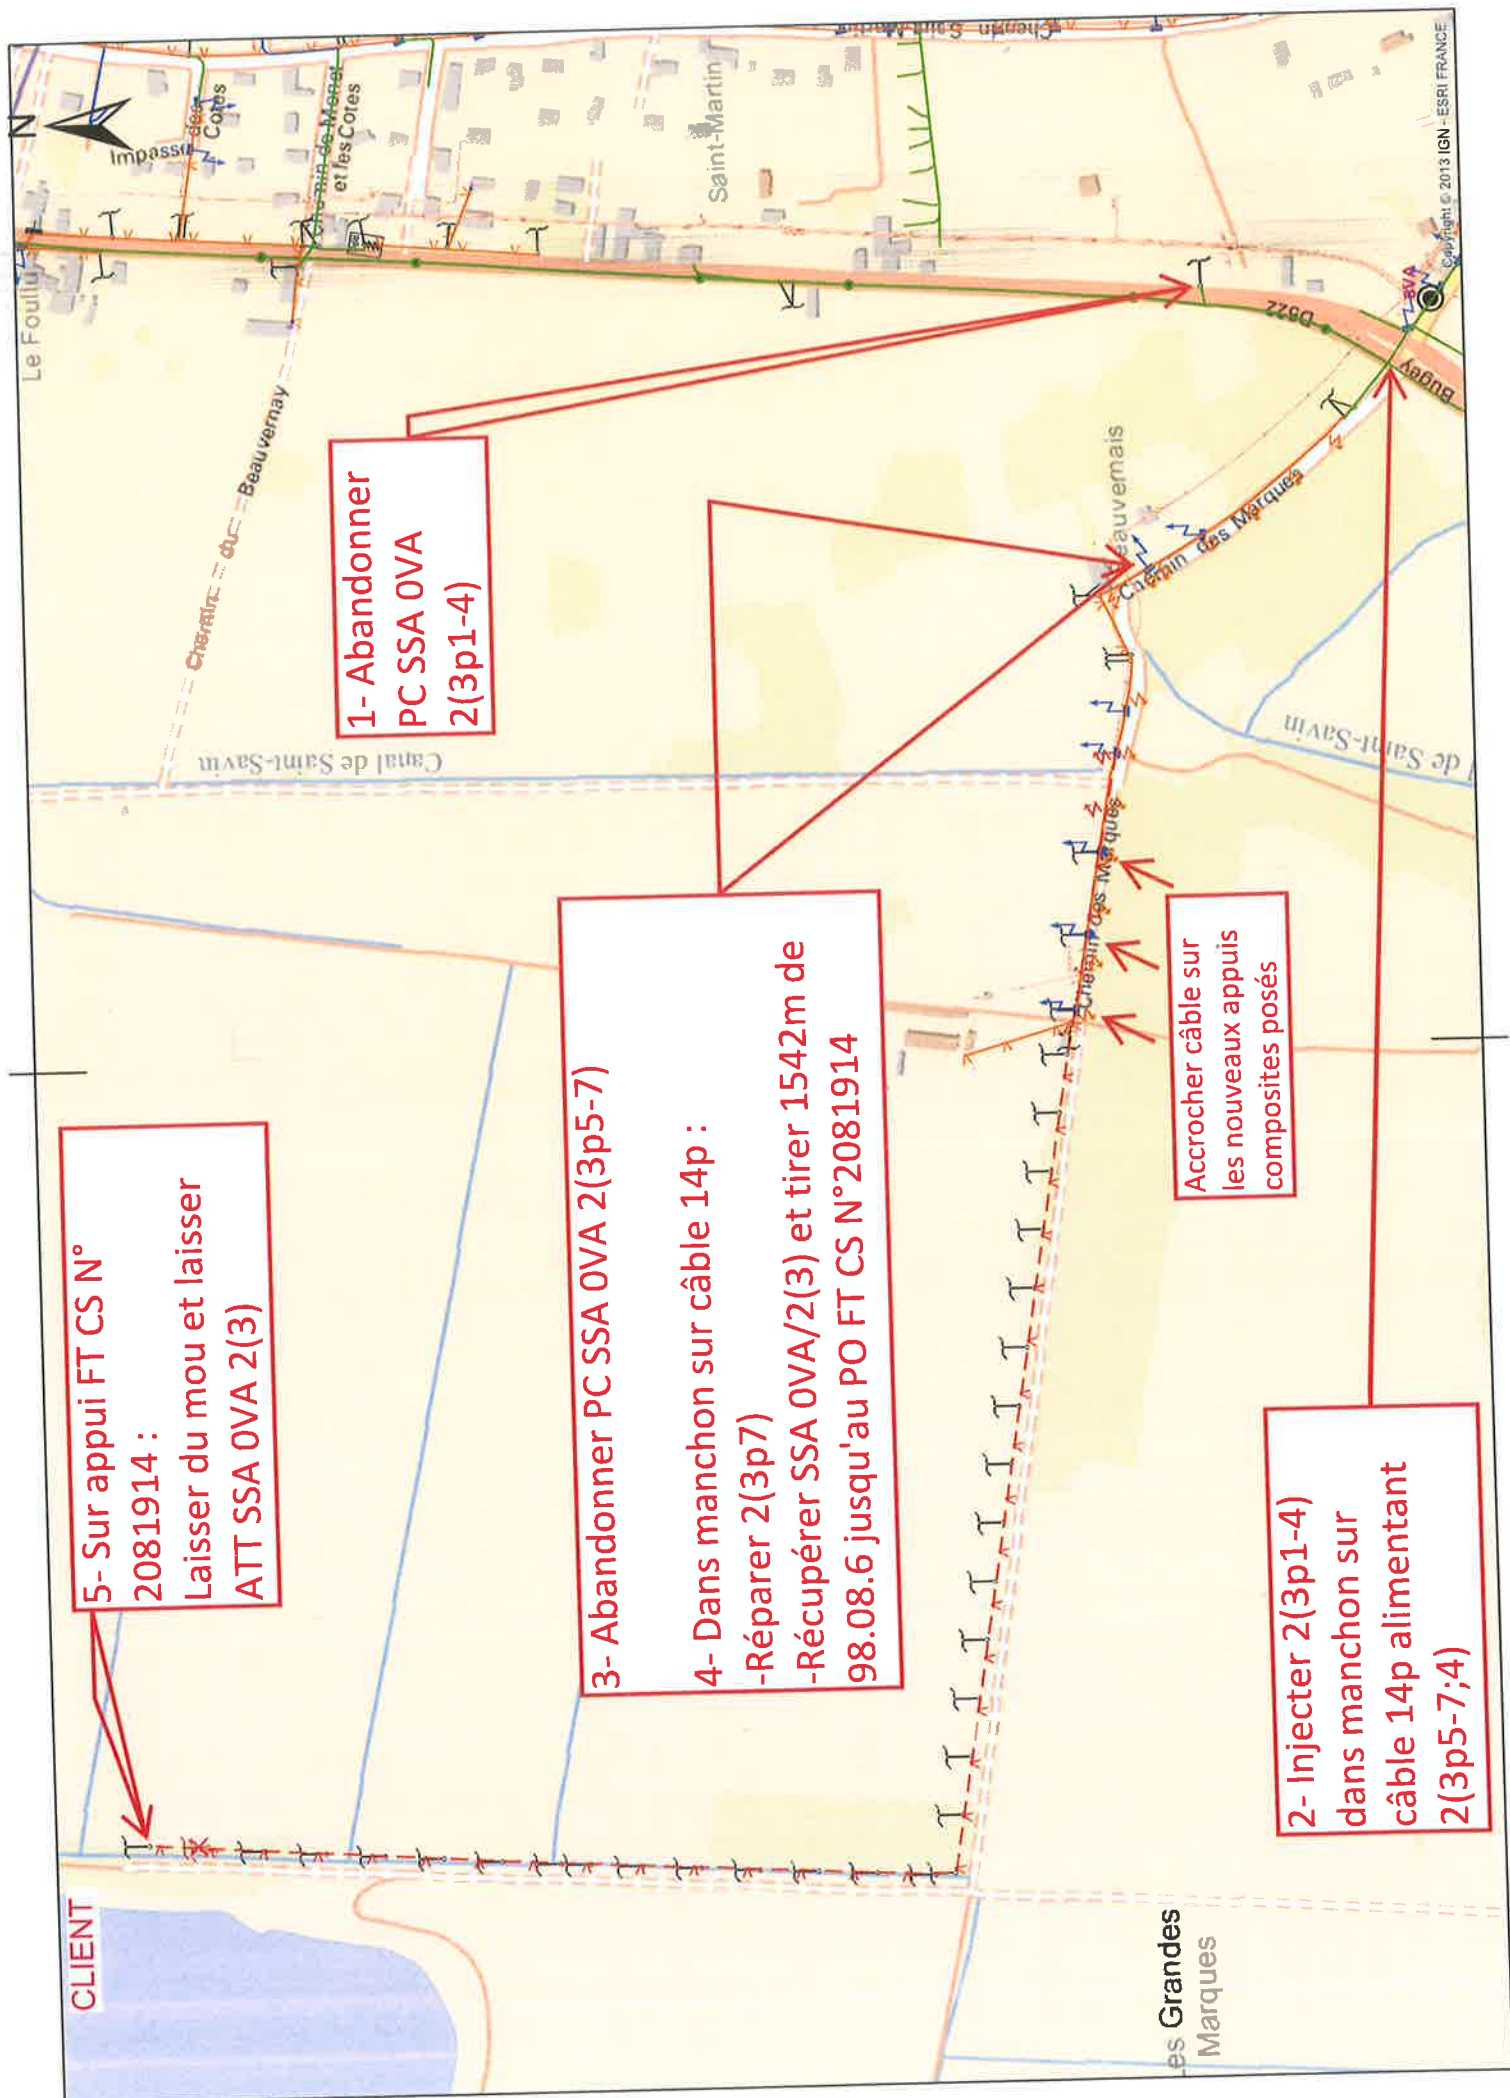 CLIENT
5- Sur appui FT CS N°
2081914 :
Laisser du mou et laisser
ATT SSA 0VA 2(3)
3- Abandonner PC SSA 0VA 2(3p5-7)
4- Dans manchon sur câble 14p :
-Réparer 2(3p7)
-Récupérer SSA 0VA/2(3) et tirer 1542m de
98.08.6 jusqu'au PO FT CS N°2081914
1- Abandonner
PC SSA 0VA
2(3p1-4)
2- Injecter 2(3p1-4)
dans manchon sur
câble 14p alimentant
2(3p5-7;4)
Accrocher câble sur
les nouveaux appuis
composites posés
N
Impasse des
Cotes
Chemin de Monet
et les Cotes
Saint-Martin
Chemin Saint-Martin
Chemin du Beauvernay
Canal de Saint-Savin
de Saint-Savin
Chemin des Marques
Chemin des Marques
D522
Bugey
es Grandes
Marques
Copyright © 2013 IGN - ESRI FRANCE